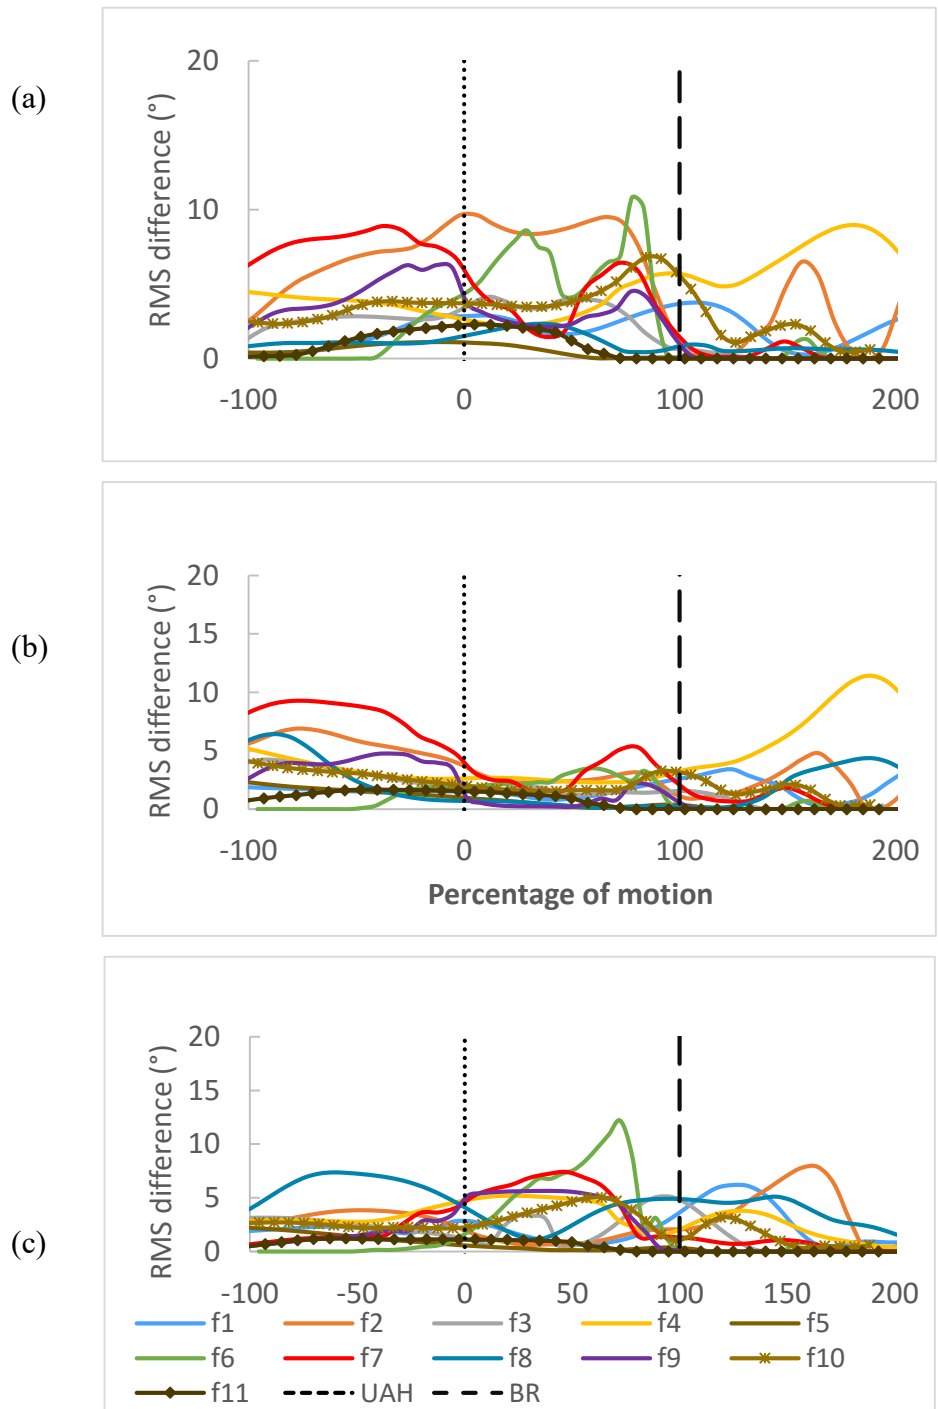 (a)
RMS difference (°)
20
10
0
-100 0 100 200
(b)
RMS difference (°)
20
15
10
5
0
-100 0 100 200
Percentage of motion
(c)
RMS difference (°)
20
15
10
5
0
-100 -50 0 50 100 150 200
f1 f2 f3 f4 f5
f6 f7 f8 f9 f10
f11 UAH BR